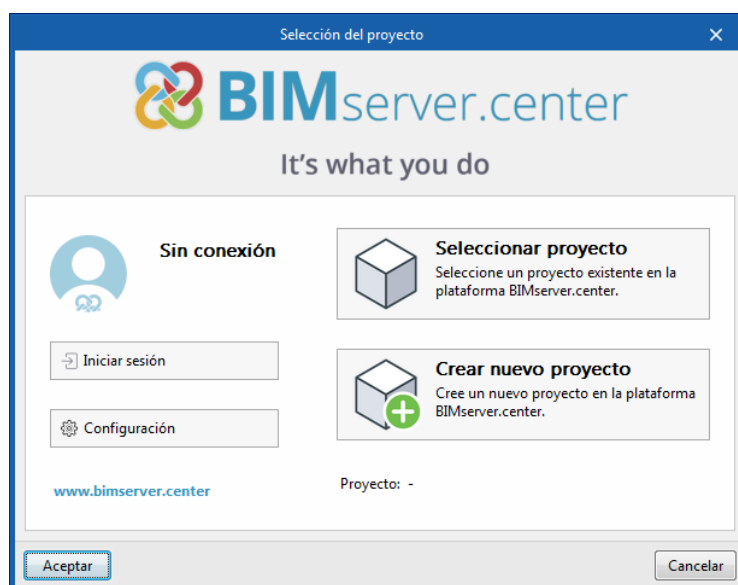 Selección del proyecto
BIMserver.center
It's what you do
Sin conexión
Iniciar sesión
Configuración
www.bimserver.center
Seleccionar proyecto
Seleccione un proyecto existente en la
plataforma BIMserver.center.
Crear nuevo proyecto
Cree un nuevo proyecto en la plataforma
BIMserver.center.
Proyecto: -
Aceptar
Cancelar